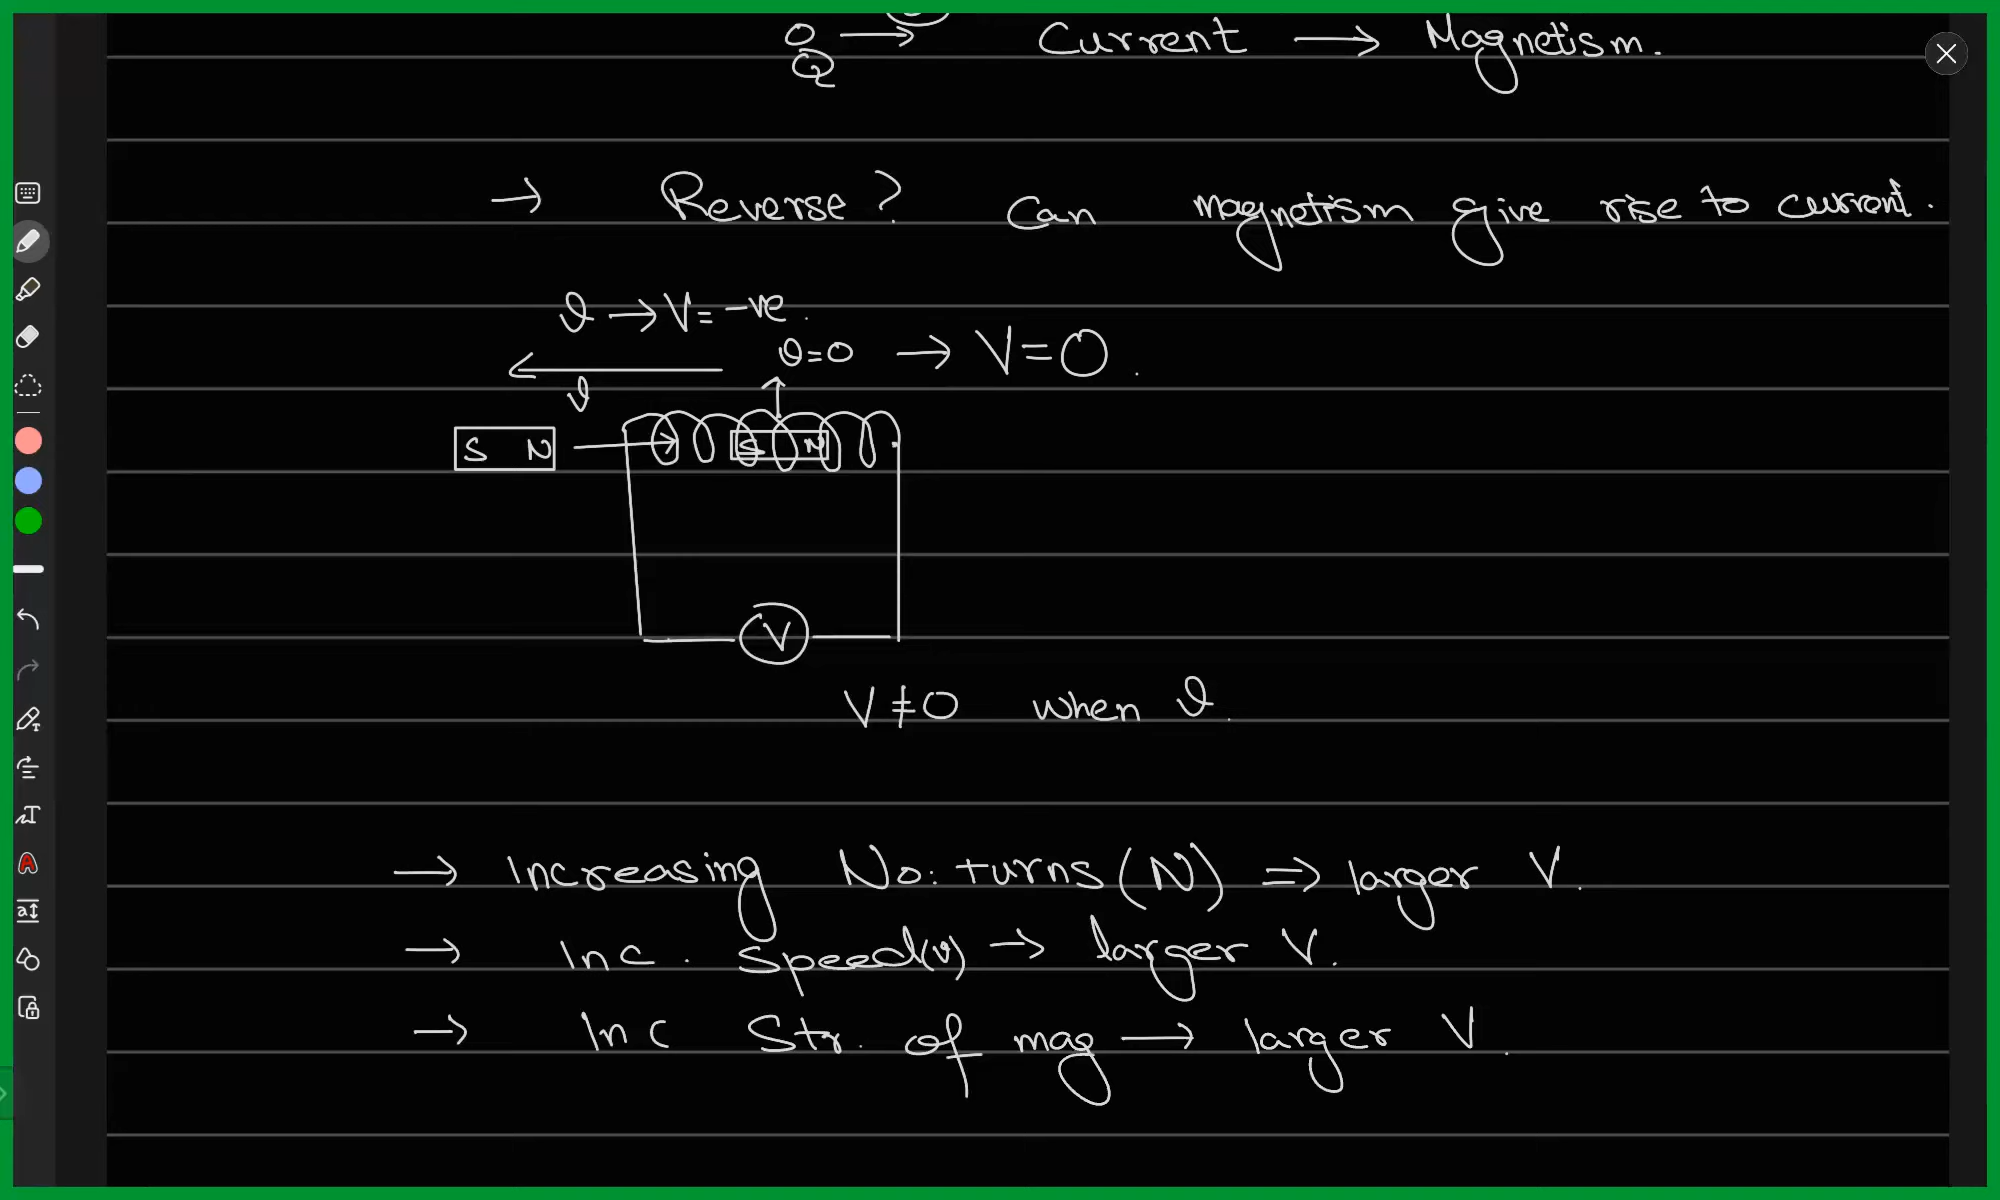 Q → Current → Magnetism.
→ Reverse? Can magnetism give rise to current.
ϑ → V = -ve.
ϑ=0 → V=0.
ϑ
S N
S N
V
V ≠ 0 when ϑ.
→ Increasing No: turns (N) => larger V.
→ Inc. speed(v) → larger V.
→ Inc Str. of mag → larger V.